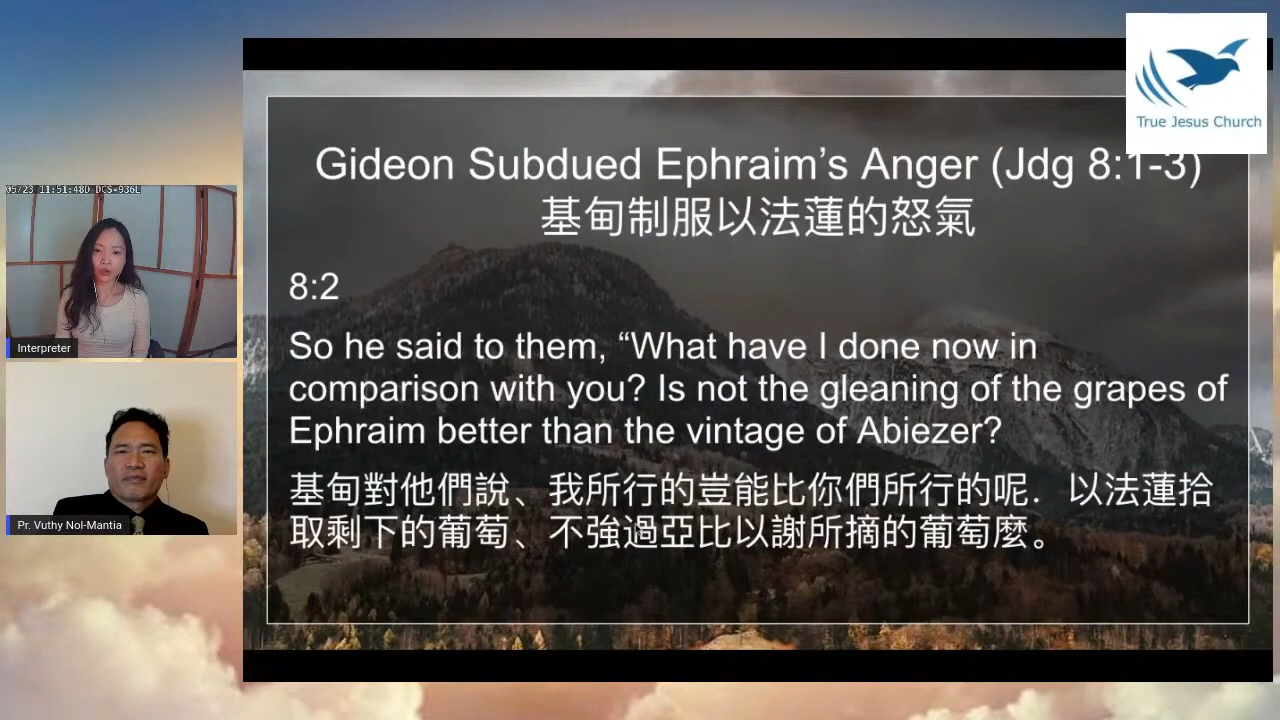 True Jesus Church
Gideon Subdued Ephraim’s Anger (Jdg 8:1-3)
基甸制服以法蓮的怒氣
8:2
So he said to them, “What have I done now in
comparison with you? Is not the gleaning of the grapes of
Ephraim better than the vintage of Abiezer?
基甸對他們說、我所行的豈能比你們所行的呢．以法蓮拾
取剩下的葡萄、不強過亞比以謝所摘的葡萄麼。
05/23 11:51:48D DCS-936L
Interpreter
Pr. Vuthy Nol-Mantia